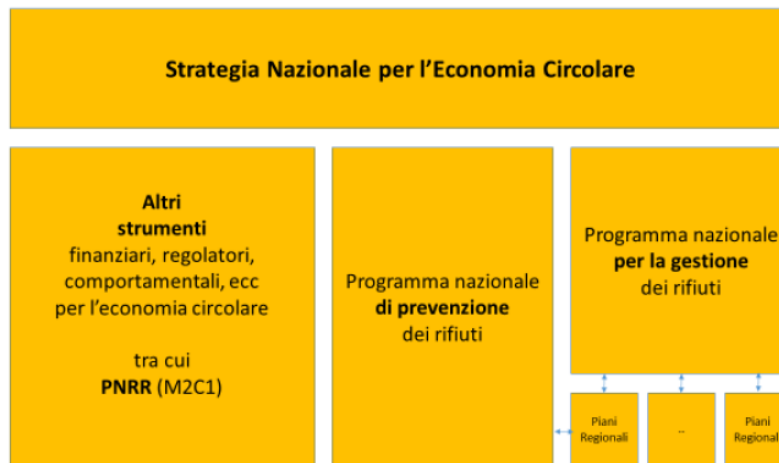 Strategia Nazionale per l'Economia Circolare
Altri
strumenti
finanziari, regolatori,
comportamentali, ecc
per l'economia circolare
tra cui
PNRR (M2C1)
Programma nazionale
di prevenzione
dei rifiuti
Programma nazionale
per la gestione
dei rifiuti
Piani
Regionali
..
Piani
Regionali